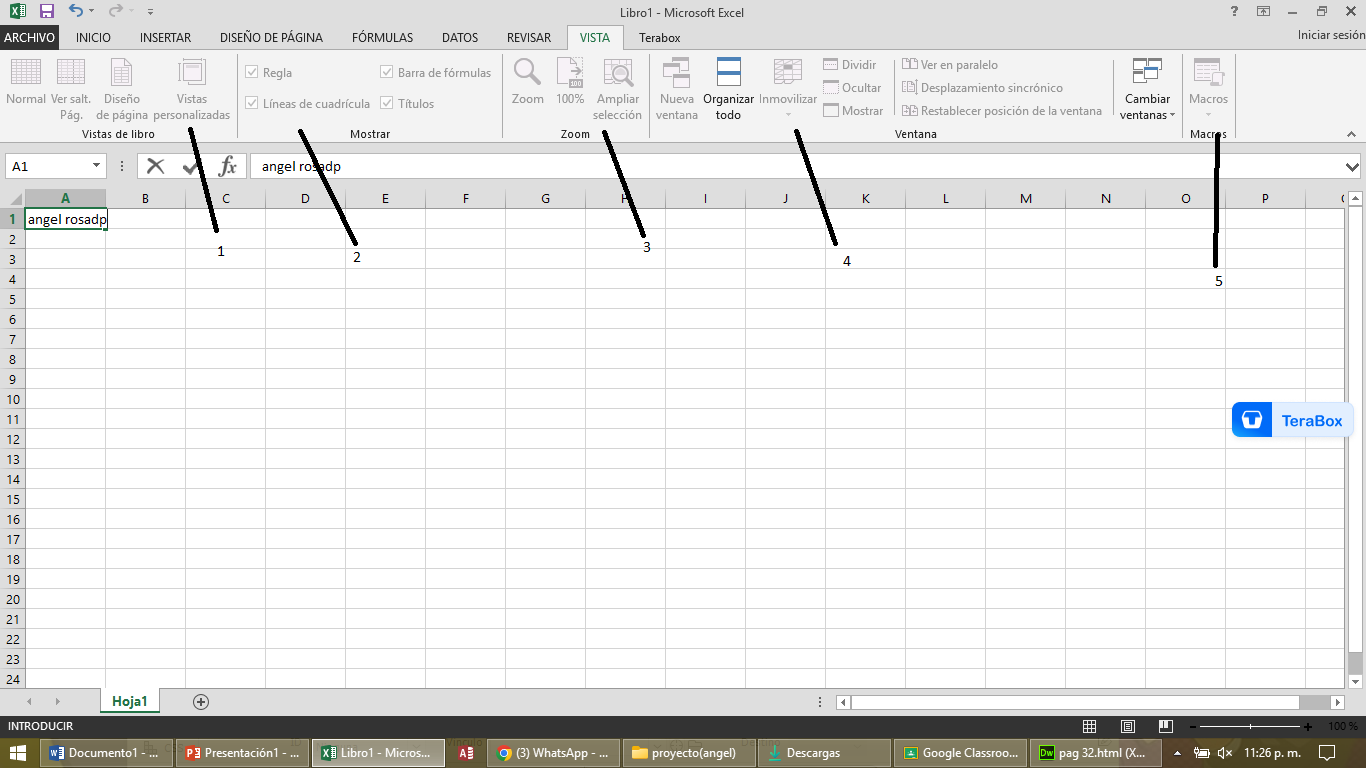 Libro1 - Microsoft Excel
ARCHIVO INICIO INSERTAR DISEÑO DE PÁGINA FÓRMULAS DATOS REVISAR VISTA Terabox Iniciar sesión
Normal Ver salt. Pág. Diseño de página Vistas personalizadas
Vistas de libro
Regla Barra de fórmulas
Líneas de cuadrícula Títulos
Mostrar
Zoom 100% Ampliar selección
Zoom
Nueva ventana Organizar todo Inmovilizar
Dividir
Ocultar
Mostrar
Ver en paralelo
Desplazamiento sincrónico
Restablecer posición de la ventana
Cambiar ventanas
Ventana
Macros
Macros
A1 fx angel rosadp
A B C D E F G H I J K L M N O P
1 angel rosadp
2
3
4
5
6
7
8
9
10
11
12
13
14
15
16
17
18
19
20
21
22
23
24
1
2
3
4
5
TeraBox
Hoja1
INTRODUCIR 100 %
Documento1 - ... Presentación1 - ... Libro1 - Micros... (3) WhatsApp - ... proyecto(angel) Descargas Google Classroo... pag 32.html (X... 11:26 p. m.